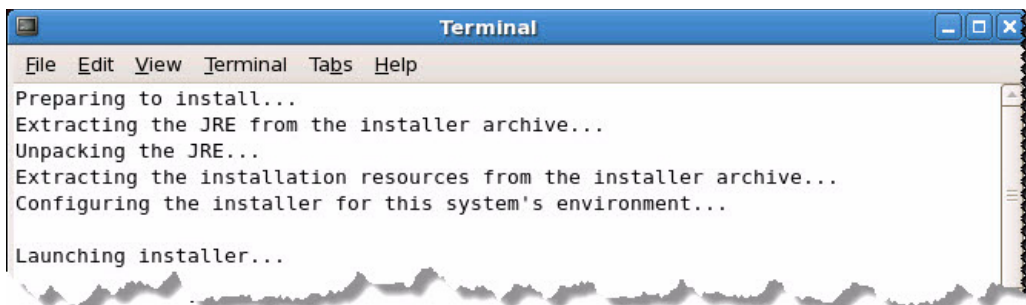 Terminal
File Edit View Terminal Tabs Help
Preparing to install...
Extracting the JRE from the installer archive...
Unpacking the JRE...
Extracting the installation resources from the installer archive...
Configuring the installer for this system's environment...
Launching installer...